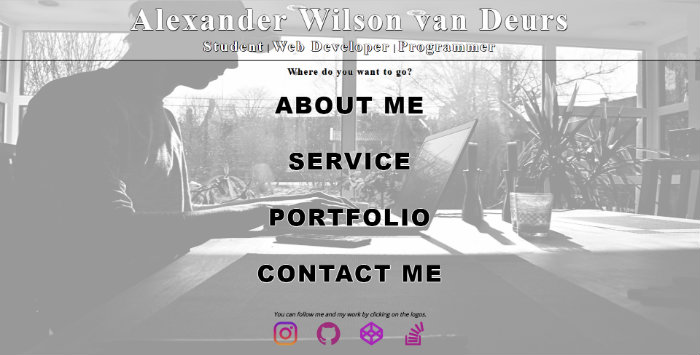 Alexander Wilson van Deurs
Student | Web Developer | Programmer
Where do you want to go?
ABOUT ME
SERVICE
PORTFOLIO
CONTACT ME
You can follow me and my work by clicking on the logos.